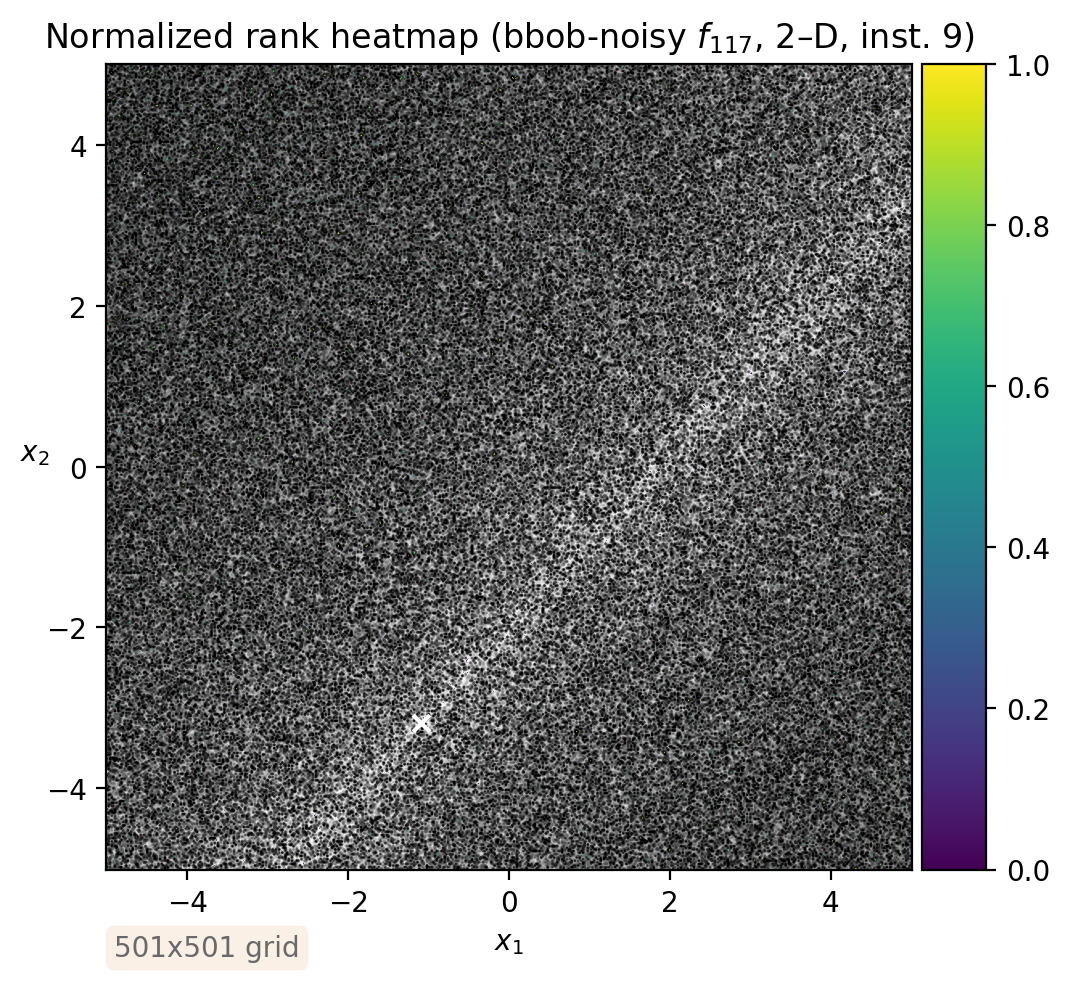 Normalized rank heatmap (bbob-noisy f₁₁₇, 2–D, inst. 9)
1.0
4
0.8
2
0.6
x₂ 0
0.4
−2
0.2
−4
0.0
−4 −2 0 2 4
x₁
501x501 grid